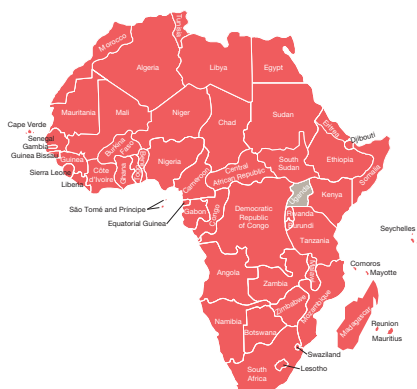 Tunisia
Morocco
Algeria
Libya
Egypt
Mauritania
Mali
Niger
Chad
Sudan
Eritrea
Djibouti
Cape Verde
Senegal
Gambia
Guinea Bissau
Guinea
Sierra Leone
Liberia
Côte
d'Ivoire
Burkina
Faso
Ghana
Togo
Benin
Nigeria
Cameroon
Central
African Republic
South
Sudan
Ethiopia
Somalia
São Tomé and Príncipe
Equatorial Guinea
Gabon
Congo
Democratic
Republic
of Congo
Uganda
Kenya
Rwanda
Burundi
Tanzania
Seychelles
Comoros
Mayotte
Angola
Zambia
Malawi
Mozambique
Zimbabwe
Madagascar
Reunion
Mauritius
Namibia
Botswana
Swaziland
Lesotho
South
Africa